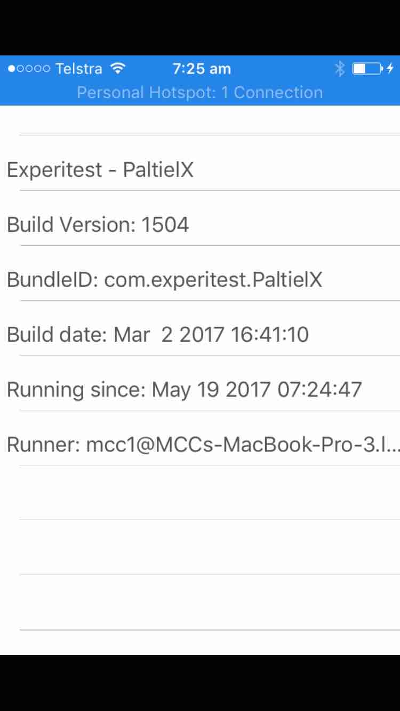 Telstra 7:25 am
Personal Hotspot: 1 Connection
Experitest - PaltielX
Build Version: 1504
BundleID: com.experitest.PaltielX
Build date: Mar  2 2017 16:41:10
Running since: May 19 2017 07:24:47
Runner: mcc1@MCCs-MacBook-Pro-3.l...